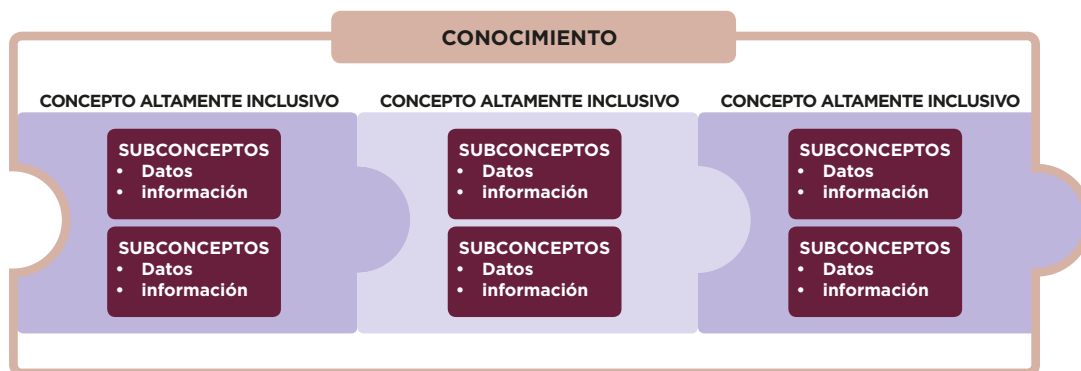 CONOCIMIENTO
CONCEPTO ALTAMENTE INCLUSIVO
SUBCONCEPTOS
• Datos
• información
SUBCONCEPTOS
• Datos
• información
CONCEPTO ALTAMENTE INCLUSIVO
SUBCONCEPTOS
• Datos
• información
SUBCONCEPTOS
• Datos
• información
CONCEPTO ALTAMENTE INCLUSIVO
SUBCONCEPTOS
• Datos
• información
SUBCONCEPTOS
• Datos
• información